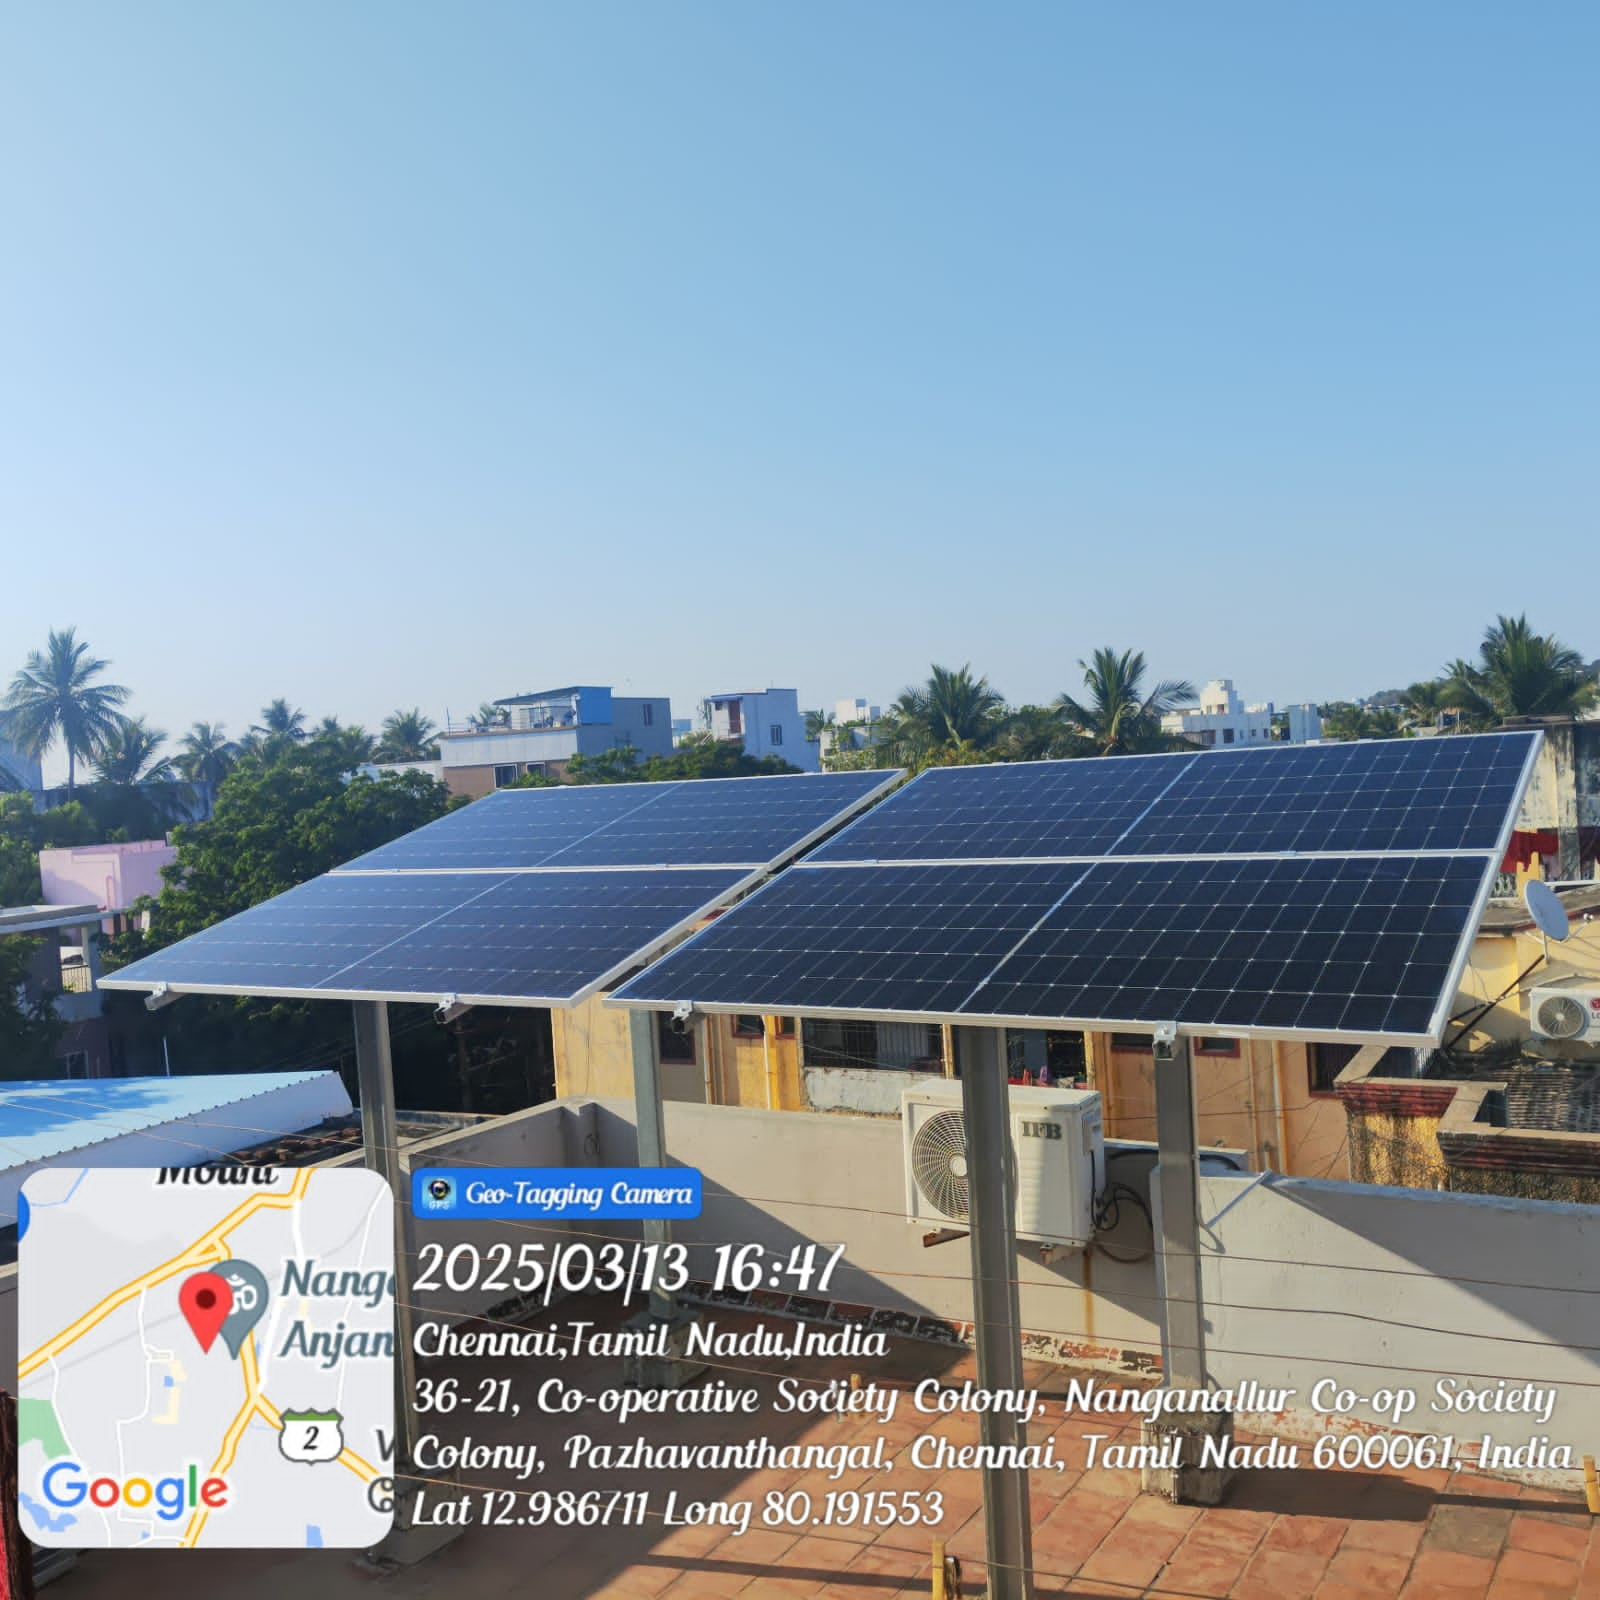 IFB
Mount
Nanga
Anjan
2
Google
GPS
Geo-Tagging Camera
2025/03/13 16:47
Chennai,Tamil Nadu,India
36-21, Co-operative Society Colony, Nanganallur Co-op Society
Colony, Pazhavanthangal, Chennai, Tamil Nadu 600061, India
Lat 12.986711 Long 80.191553